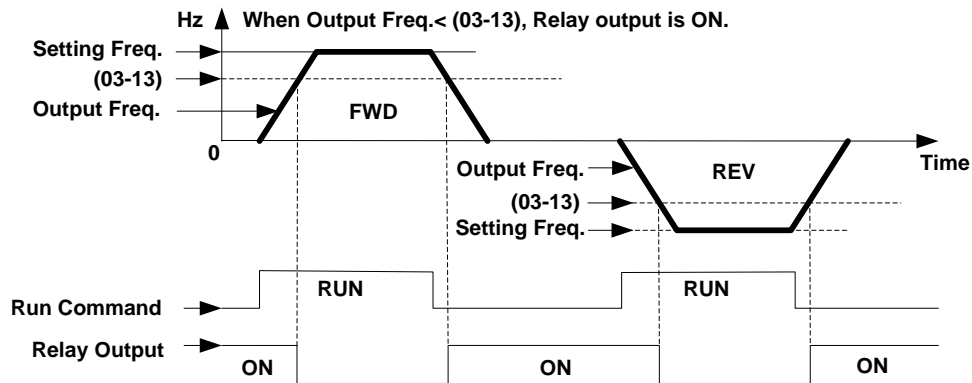 Hz When Output Freq.< (03-13), Relay output is ON.
Setting Freq.
(03-13)
Output Freq.
FWD
0
Time
Output Freq.
REV
(03-13)
Setting Freq.
RUN
RUN
Run Command
Relay Output
ON
ON
ON